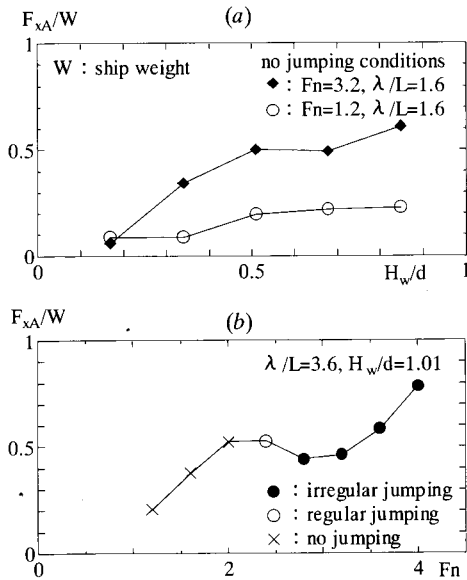 F_xA/W
(a)
1
W : ship weight
no jumping conditions
◆ : Fn=3.2, λ/L=1.6
○ : Fn=1.2, λ/L=1.6
0.5
0
0
0.5
H_w/d
1
F_xA/W
(b)
1
λ/L=3.6, H_w/d=1.01
0.5
● : irregular jumping
○ : regular jumping
× : no jumping
0
0
2
4
Fn